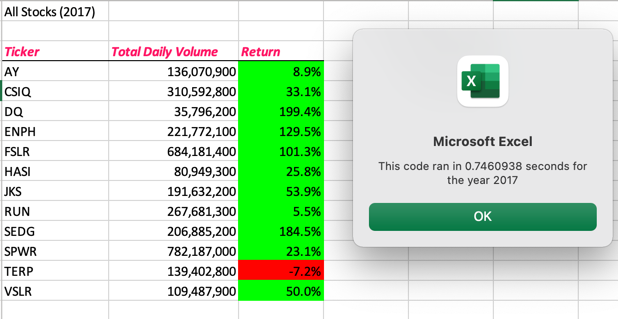 All Stocks (2017)
Ticker Total Daily Volume Return
AY 136,070,900 8.9%
CSIQ 310,592,800 33.1%
DQ 35,796,200 199.4%
ENPH 221,772,100 129.5%
FSLR 684,181,400 101.3%
HASI 80,949,300 25.8%
JKS 191,632,200 53.9%
RUN 267,681,300 5.5%
SEDG 206,885,200 184.5%
SPWR 782,187,000 23.1%
TERP 139,402,800 -7.2%
VSLR 109,487,900 50.0%
X
Microsoft Excel
This code ran in 0.7460938 seconds for
the year 2017
OK